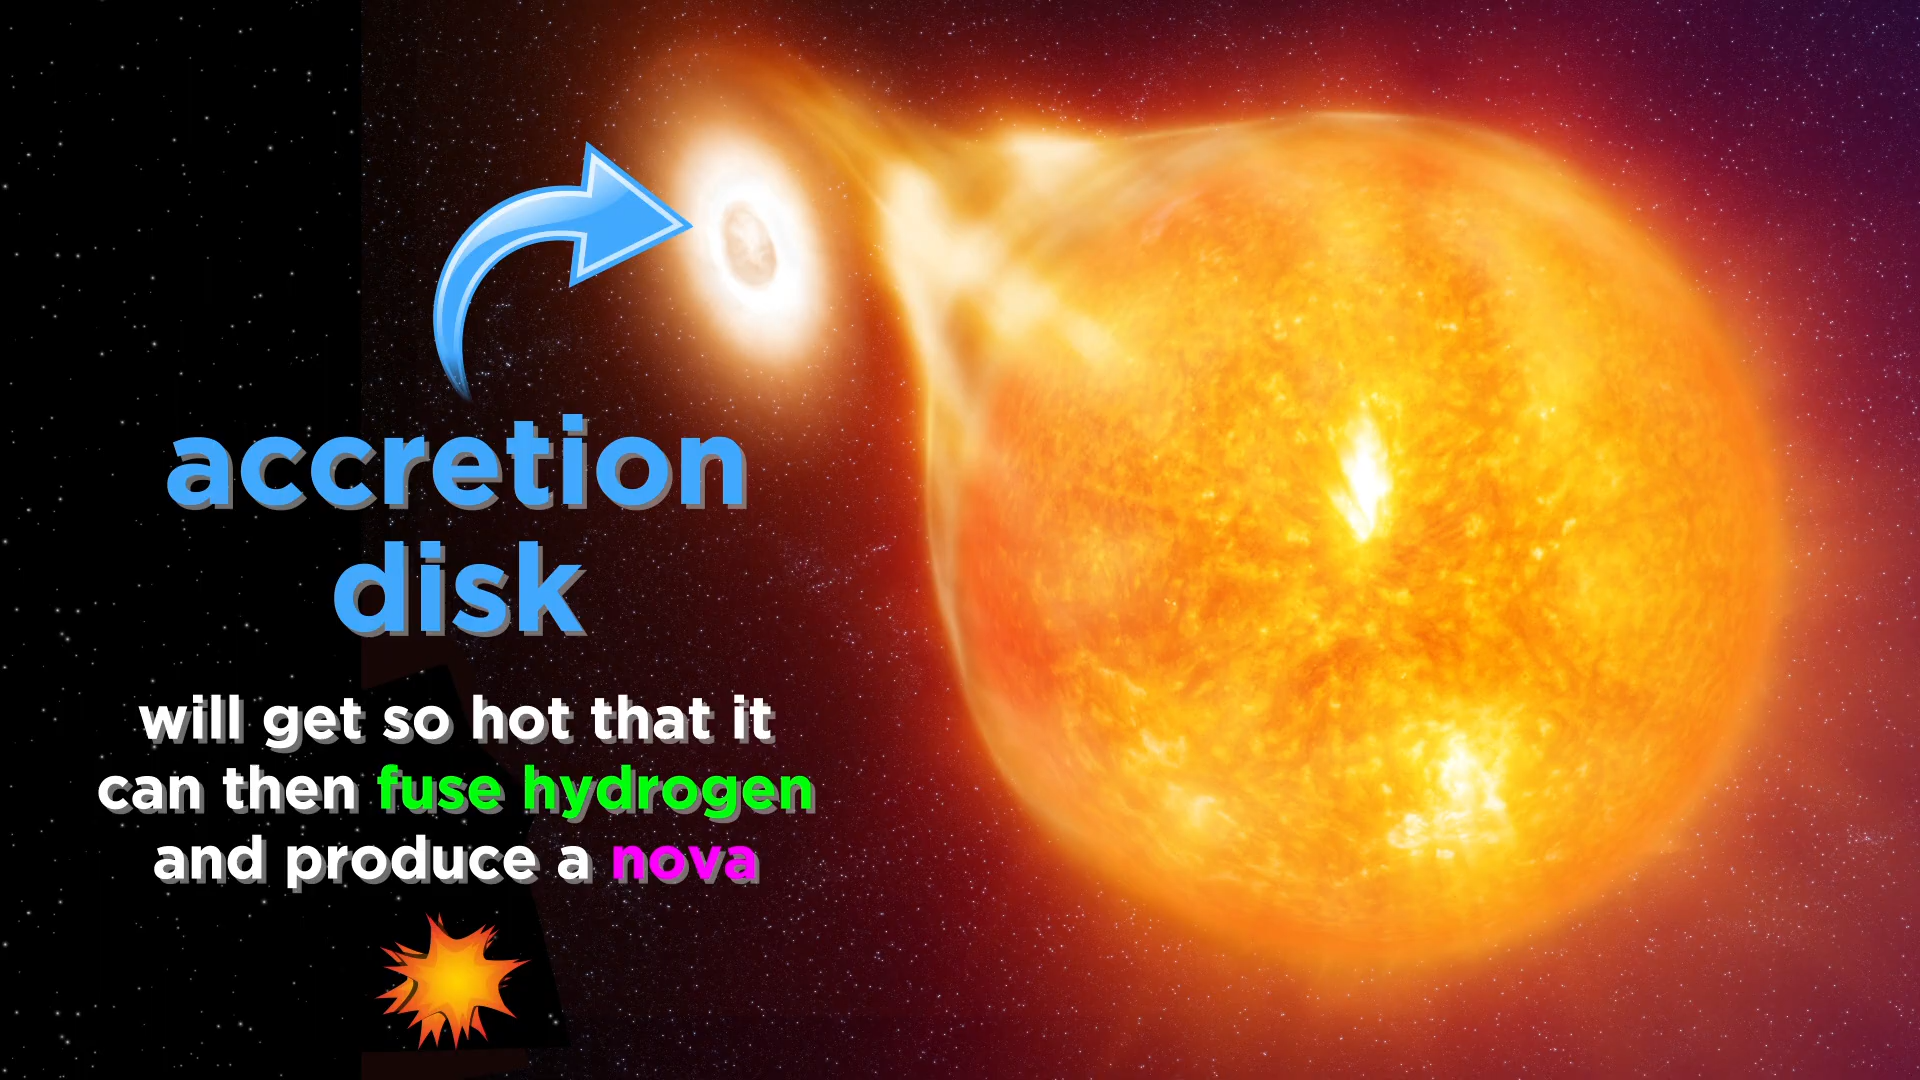 accretion
disk
will get so hot that it
can then fuse hydrogen
and produce a nova